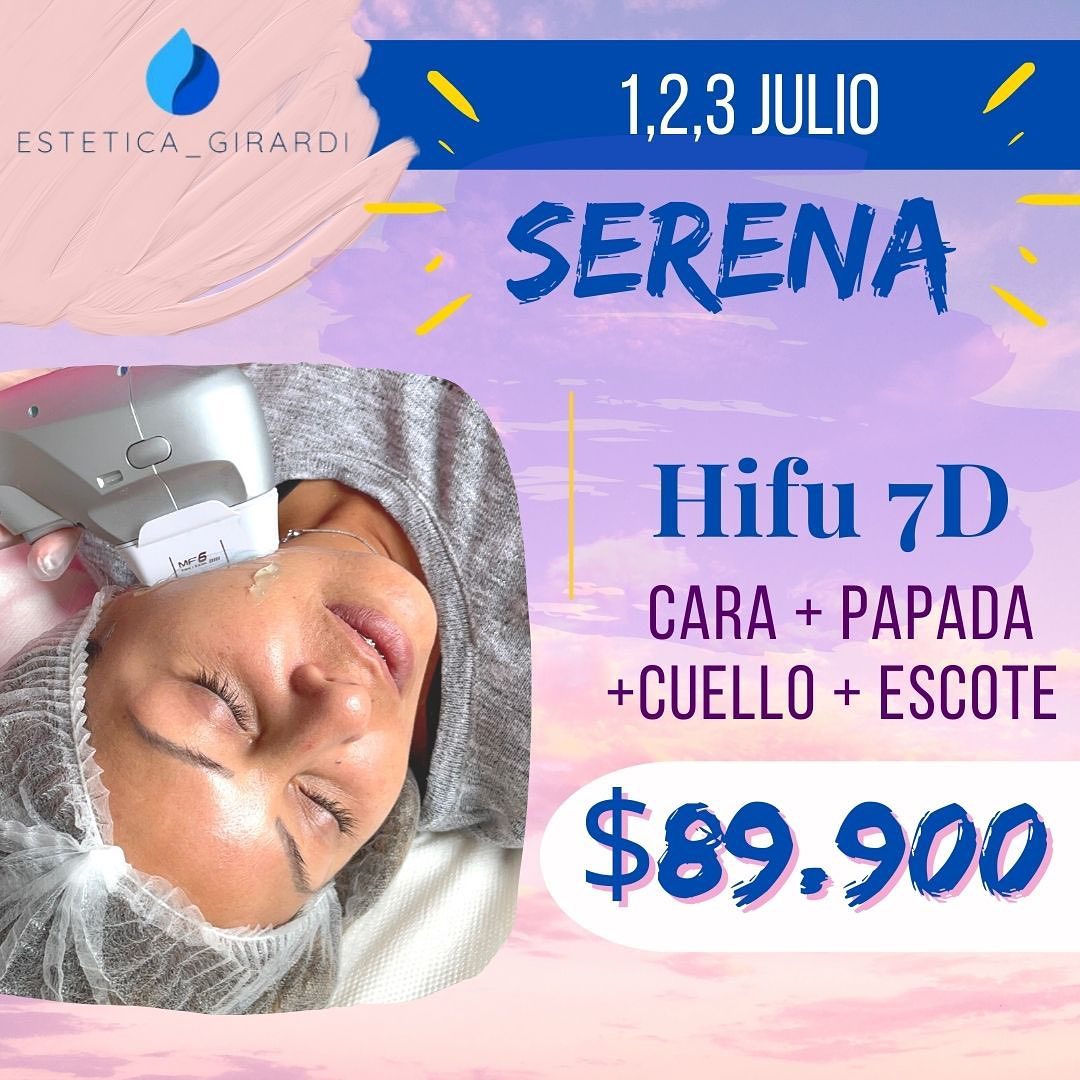 ESTETICA_GIRARDI
1,2,3 JULIO
SERENA
Hifu 7D
CARA + PAPADA
+CUELLO + ESCOTE
$89.900
MF6